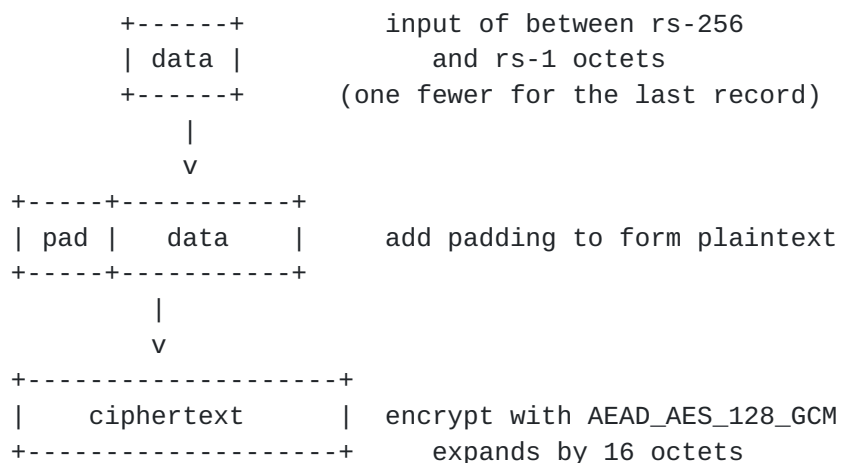 +------+         input of between rs-256
| data |            and rs-1 octets
+------+      (one fewer for the last record)
|
v
+-----+-----------+
| pad |   data    |     add padding to form plaintext
+-----+-----------+
|
v
+--------------------+
|    ciphertext      |  encrypt with AEAD_AES_128_GCM
+--------------------+     expands by 16 octets